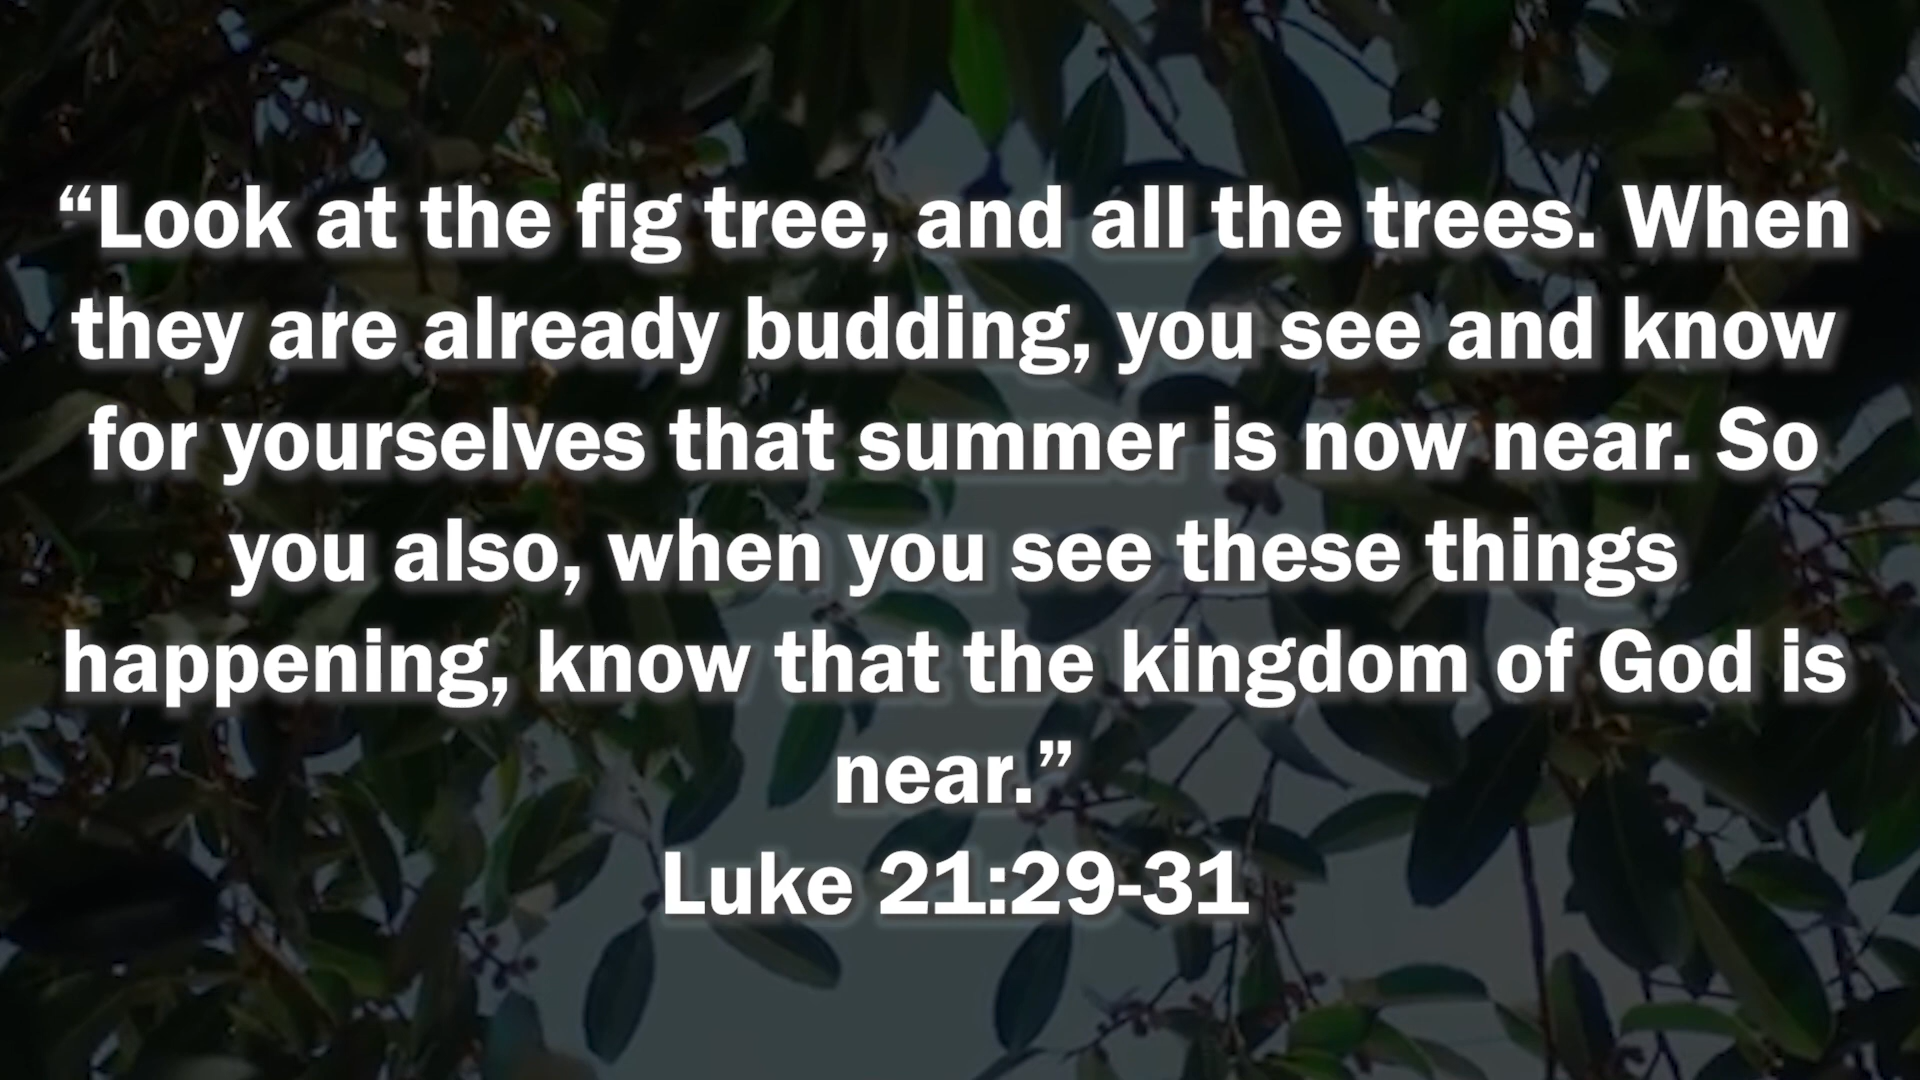 “Look at the fig tree, and all the trees. When
they are already budding, you see and know
for yourselves that summer is now near. So
you also, when you see these things
happening, know that the kingdom of God is
near.”
Luke 21:29-31